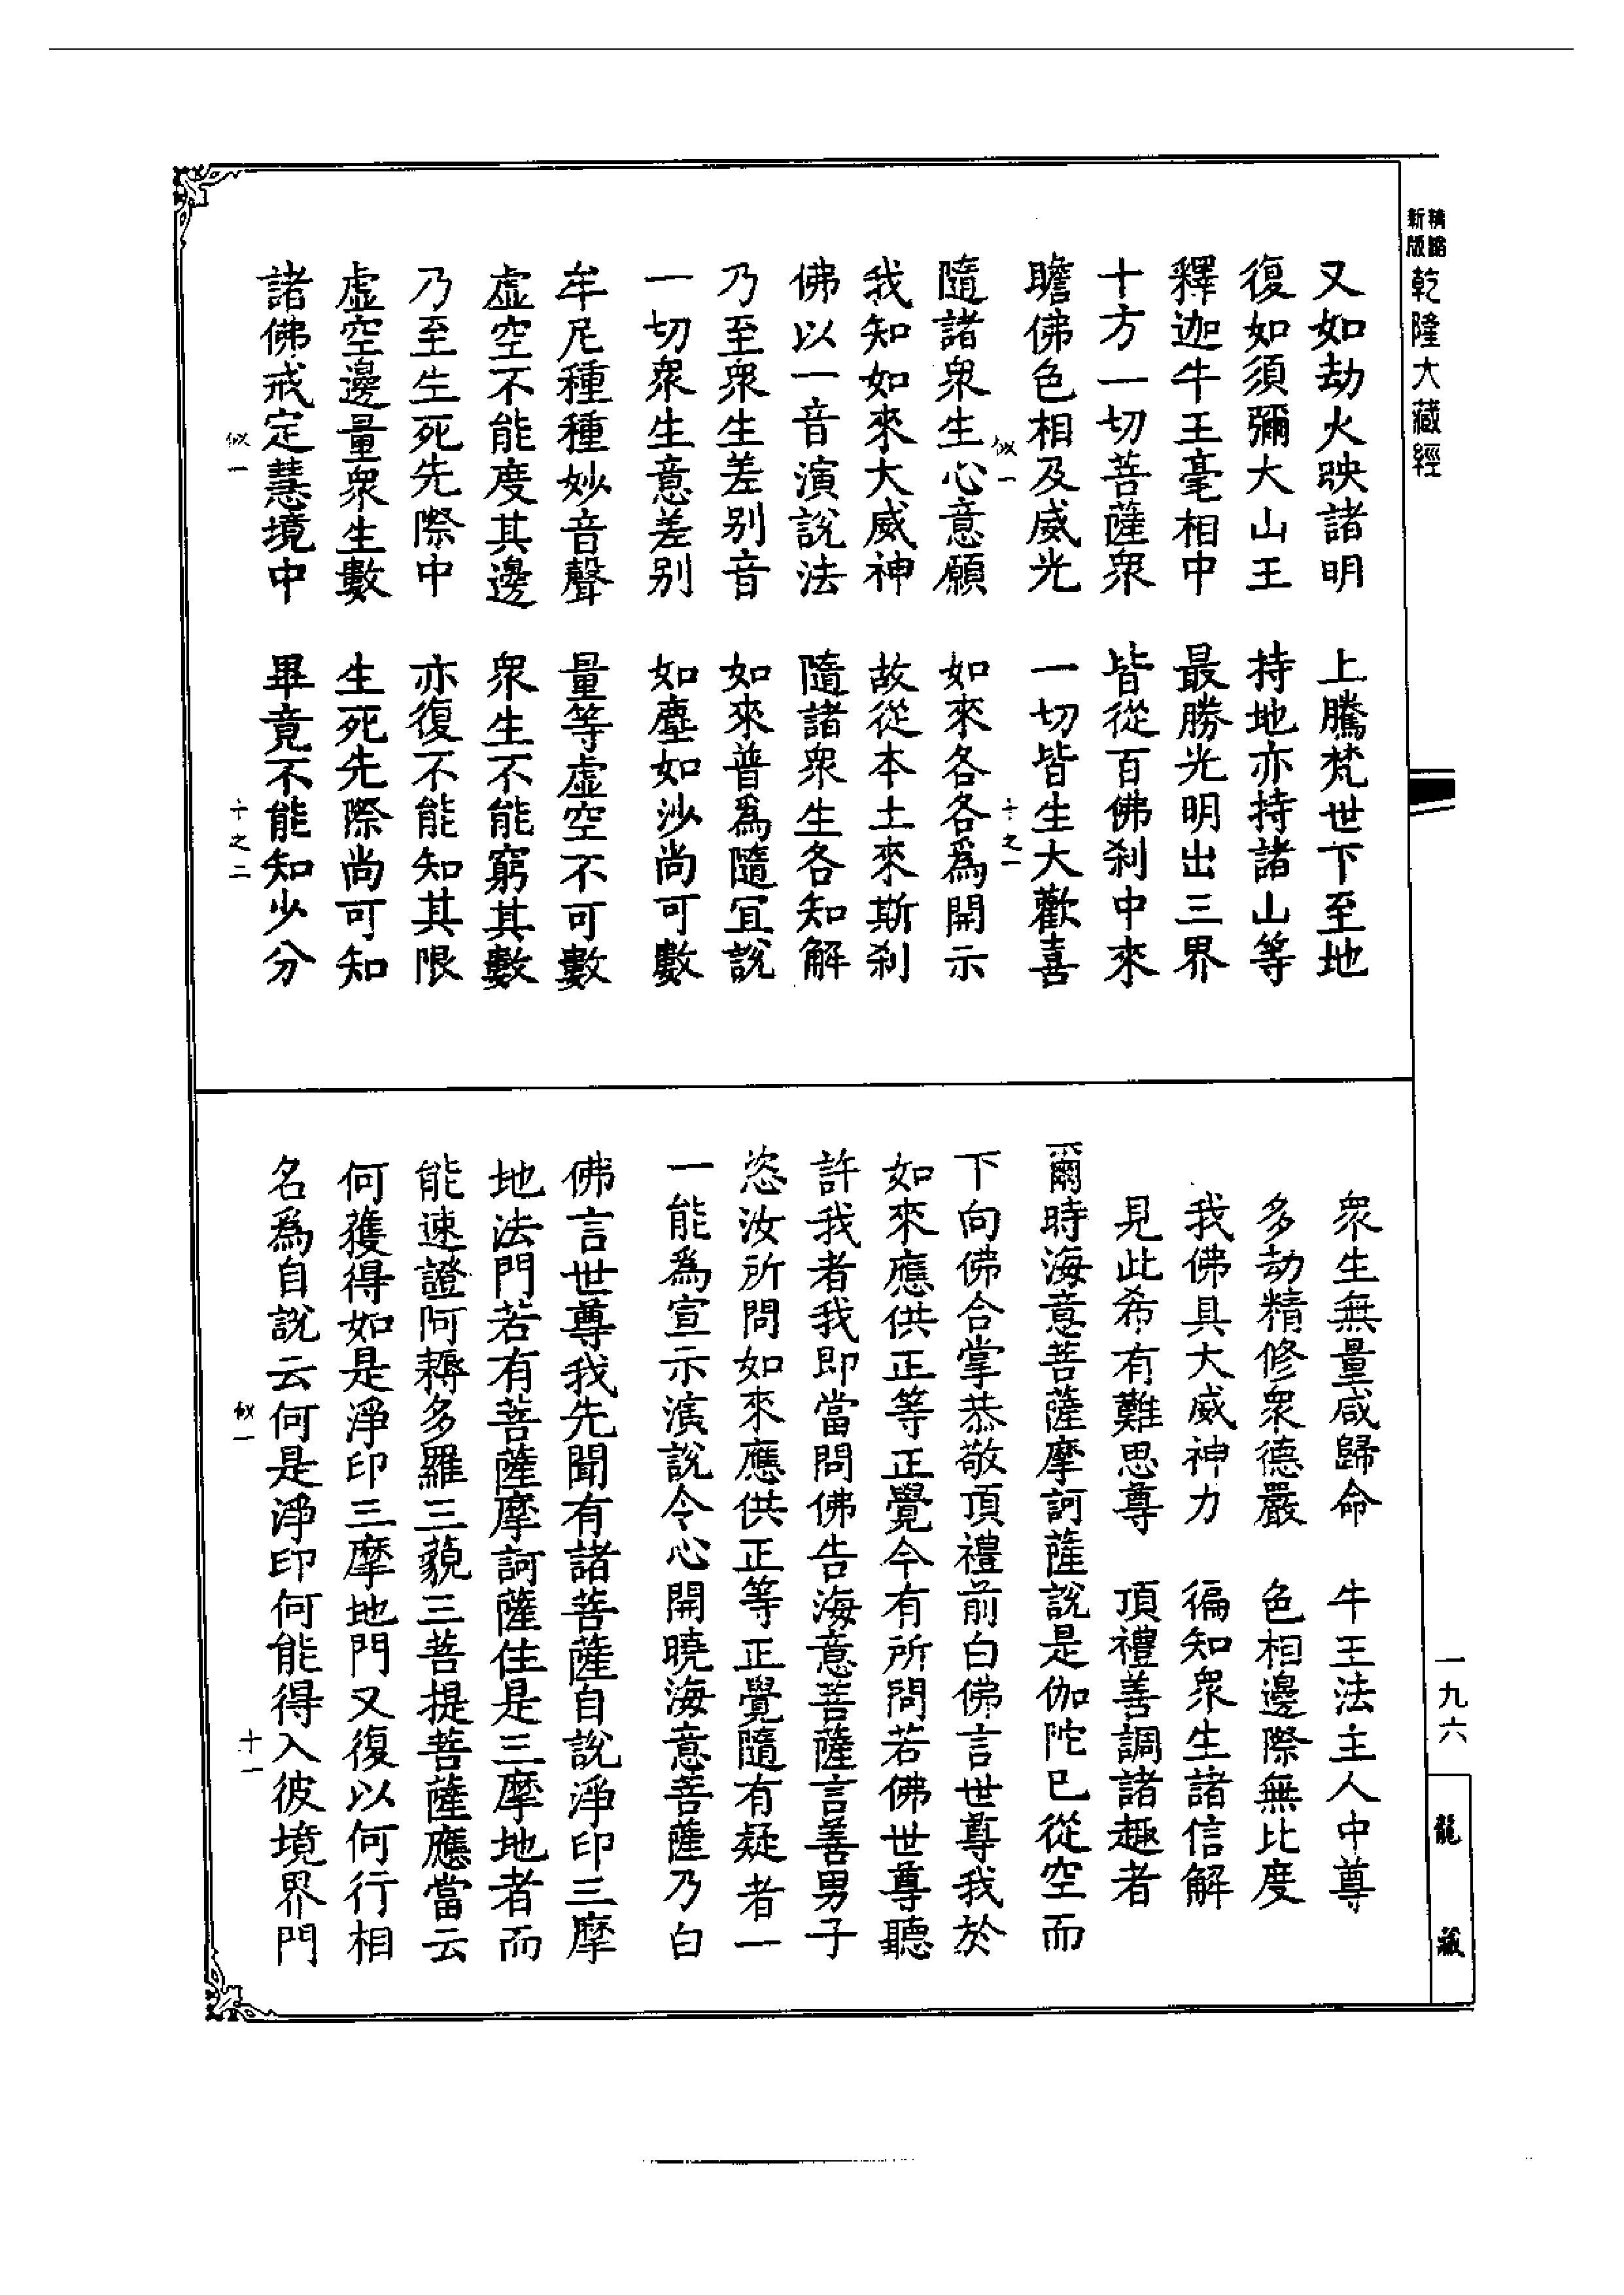 新版
精縮
乾隆大藏經
又如劫火映諸明　上騰梵世下至地
復如須彌大山王　持地亦持諸山等
釋迦牛王毫相中　最勝光明出三界
十方一切菩薩衆　皆從百佛刹中來
瞻佛色相及威光　一切皆生大歡喜
㑋一　十之一
隨諸衆生心意願　如來各各爲開示
我知如來大威神　故從本土來斯刹
佛以一音演說法　隨諸衆生各知解
乃至衆生差别音　如來普爲隨宜說
一切衆生意差别　如塵如沙尚可數
牟尼種種妙音聲　量等虛空不可數
虛空不能度其邊　衆生不能窮其數
乃至生死先際中　亦復不能知其限
虛空邊量衆生數　生死先際尚可知
諸佛戒定慧境中　畢竟不能知少分
㑋一　十之二
衆生無量咸歸命　牛王法主人中尊
多劫精修衆德嚴　色相邊際無比度
我佛具大威神力　徧知衆生諸信解
見此希有難思尊　頂禮善調諸趣者
爾時海意菩薩摩訶薩說是伽陀已從空而
下向佛合掌恭敬頂禮前白佛言世尊我於
如來應供正等正覺今有所問若佛世尊聽
許我者我即當問佛告海意菩薩言善男子
恣汝所問如來應供正等正覺隨有疑者一
一能爲宣示演說令心開曉海意菩薩乃白
佛言世尊我先聞有諸菩薩自說淨印三摩
地法門若有菩薩摩訶薩住是三摩地者而
能速證阿耨多羅三藐三菩提菩薩應當云
何獲得如是淨印三摩地門又復以何行相
名爲自說云何是淨印何能得入彼境界門
㑋一　十一
一九六
龍藏